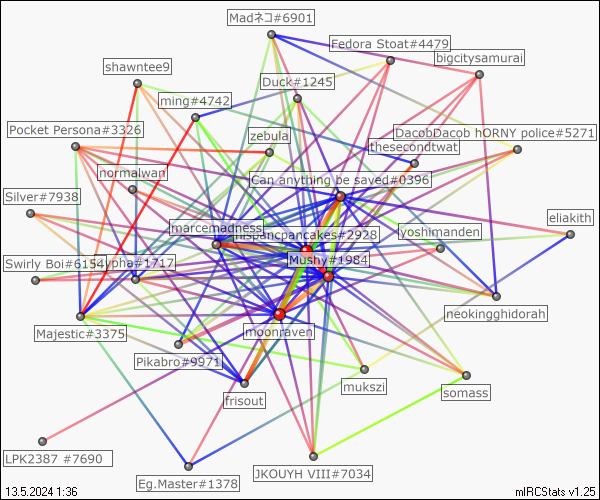 Madネコ#6901
Fedora Stoat#4479
bigcitysamurai
shawntee9
Duck#1245
ming#4742
Pocket Persona#3326
zebula
DacobDacob hORNY police#5271
thesecondtwat
normalwan
Can anything be saved#0396
Silver#7938
eliakith
marcemadness
#2928
yoshimanden
Mushy#1984
Swirly Boi#6154
#1717
neokingghidorah
Majestic#3375
moonraven
Pikabro#9971
mukszi
somass
frisout
LPK2387 #7690
Eg.Master#1378
JKOUYH VIII#7034
13.5.2024 1:36
mIRCStats v1.25